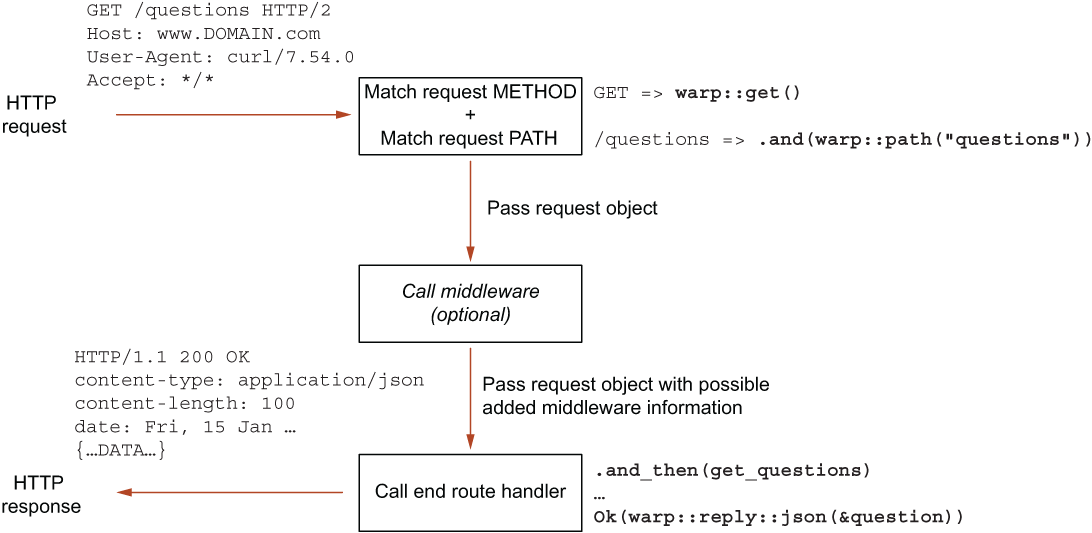 GET /questions HTTP/2
Host: www.DOMAIN.com
User-Agent: curl/7.54.0
Accept: */*
HTTP
request
Match request METHOD
+
Match request PATH
GET => warp::get()
/questions => .and(warp::path("questions"))
Pass request object
Call middleware
(optional)
Pass request object with possible
added middleware information
HTTP/1.1 200 OK
content-type: application/json
content-length: 100
date: Fri, 15 Jan …
{…DATA…}
HTTP
response
Call end route handler
.and_then(get_questions)
…
Ok(warp::reply::json(&question))